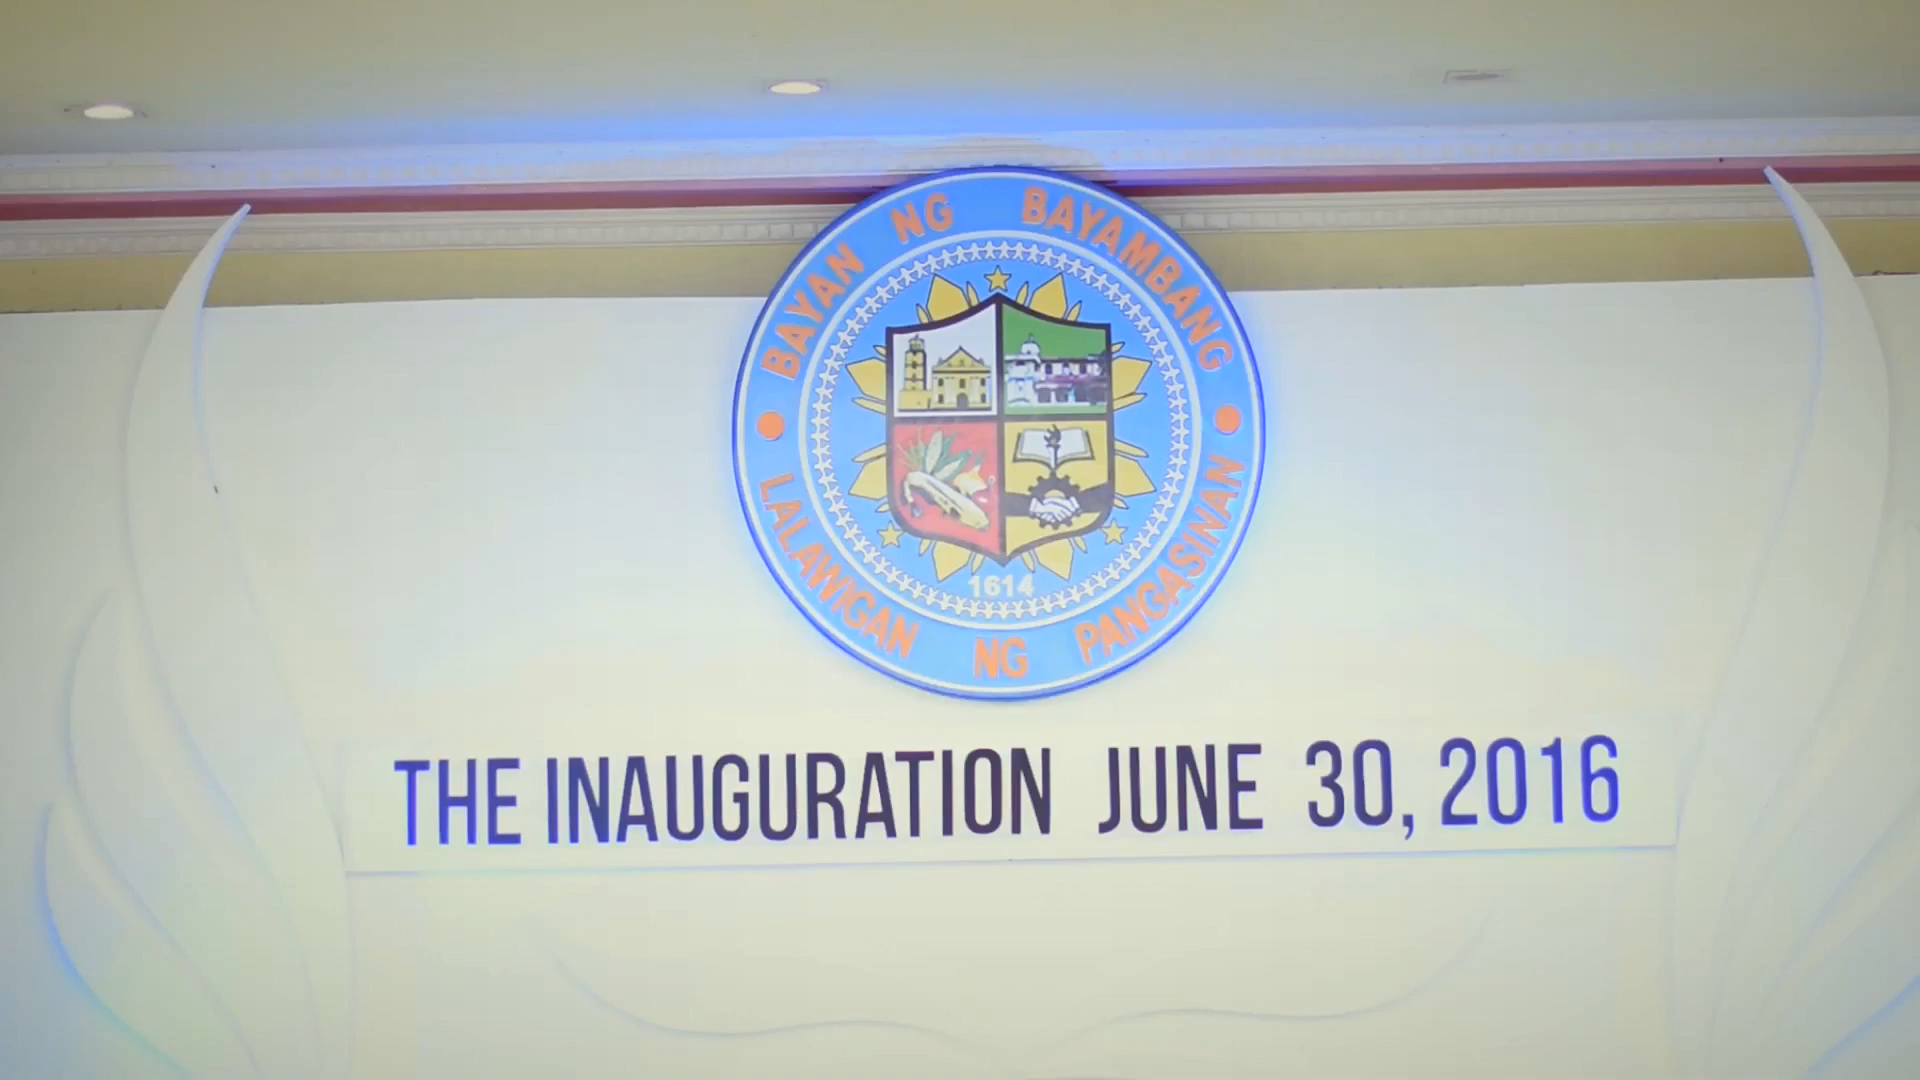 BAYAN NG BAYAMBANG
1614
LALAWIGAN NG PANGASINAN
THE INAUGURATION JUNE 30, 2016